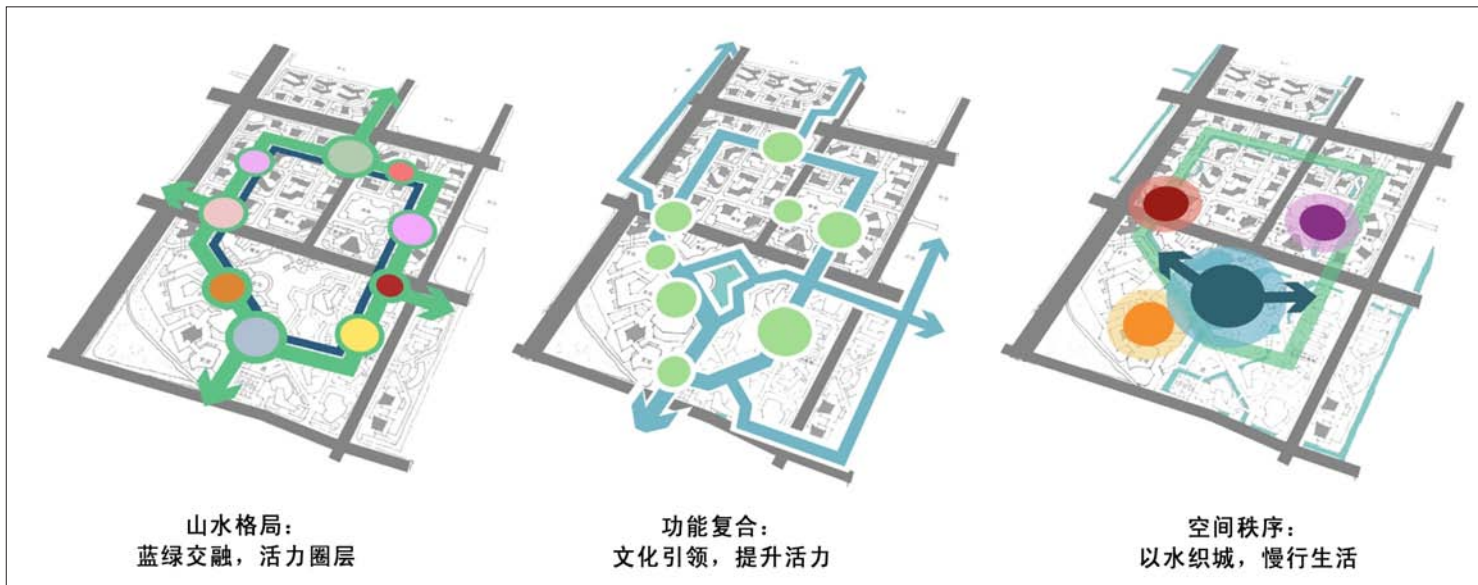 山水格局：
蓝绿交融，活力圈层
功能复合：
文化引领，提升活力
空间秩序：
以水织城，慢行生活